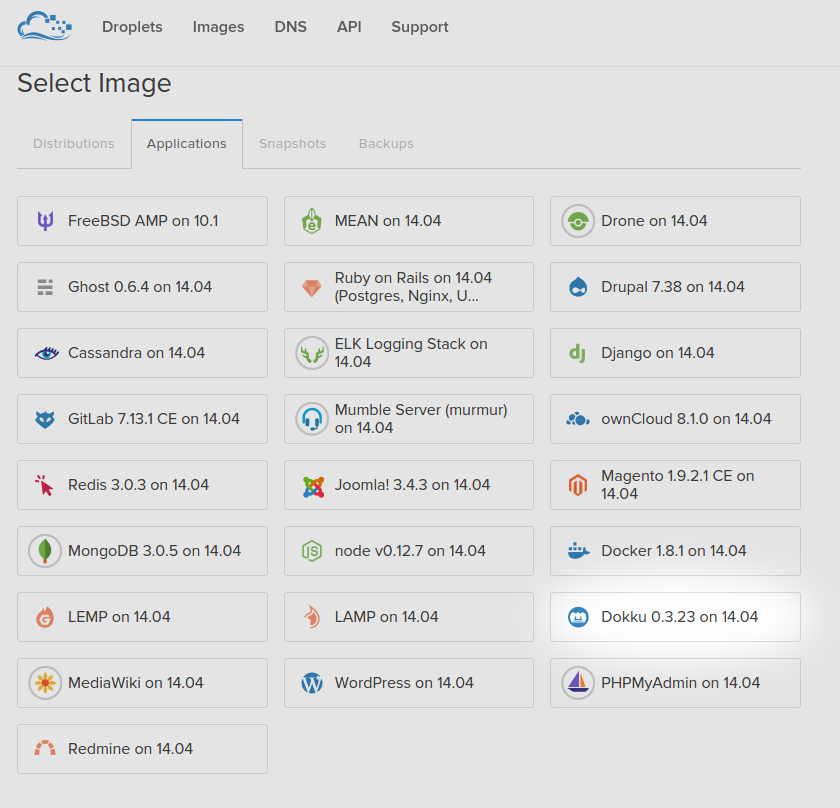 Droplets Images DNS API Support
Select Image
Distributions Applications Snapshots Backups
FreeBSD AMP on 10.1
MEAN on 14.04
Drone on 14.04
Ghost 0.6.4 on 14.04
Ruby on Rails on 14.04
(Postgres, Nginx, U...
Drupal 7.38 on 14.04
Cassandra on 14.04
ELK Logging Stack on
14.04
Django on 14.04
GitLab 7.13.1 CE on 14.04
Mumble Server (murmur)
on 14.04
ownCloud 8.1.0 on 14.04
Redis 3.0.3 on 14.04
Joomla! 3.4.3 on 14.04
Magento 1.9.2.1 CE on
14.04
MongoDB 3.0.5 on 14.04
node v0.12.7 on 14.04
Docker 1.8.1 on 14.04
LEMP on 14.04
LAMP on 14.04
Dokku 0.3.23 on 14.04
MediaWiki on 14.04
WordPress on 14.04
PHPMyAdmin on 14.04
Redmine on 14.04